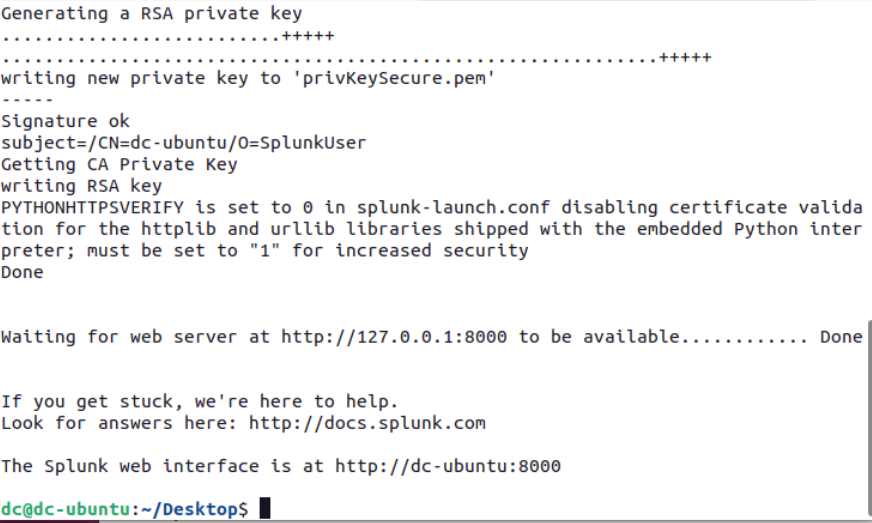 Generating a RSA private key
..........................+++++
.............................................................+++++
writing new private key to 'privKeySecure.pem'
-----
Signature ok
subject=/CN=dc-ubuntu/O=SplunkUser
Getting CA Private Key
writing RSA key
PYTHONHTTPSVERIFY is set to 0 in splunk-launch.conf disabling certificate valida
tion for the httplib and urllib libraries shipped with the embedded Python inter
preter; must be set to "1" for increased security
Done
Waiting for web server at http://127.0.0.1:8000 to be available............ Done
If you get stuck, we're here to help.
Look for answers here: http://docs.splunk.com
The Splunk web interface is at http://dc-ubuntu:8000
dc@dc-ubuntu:~/Desktop$